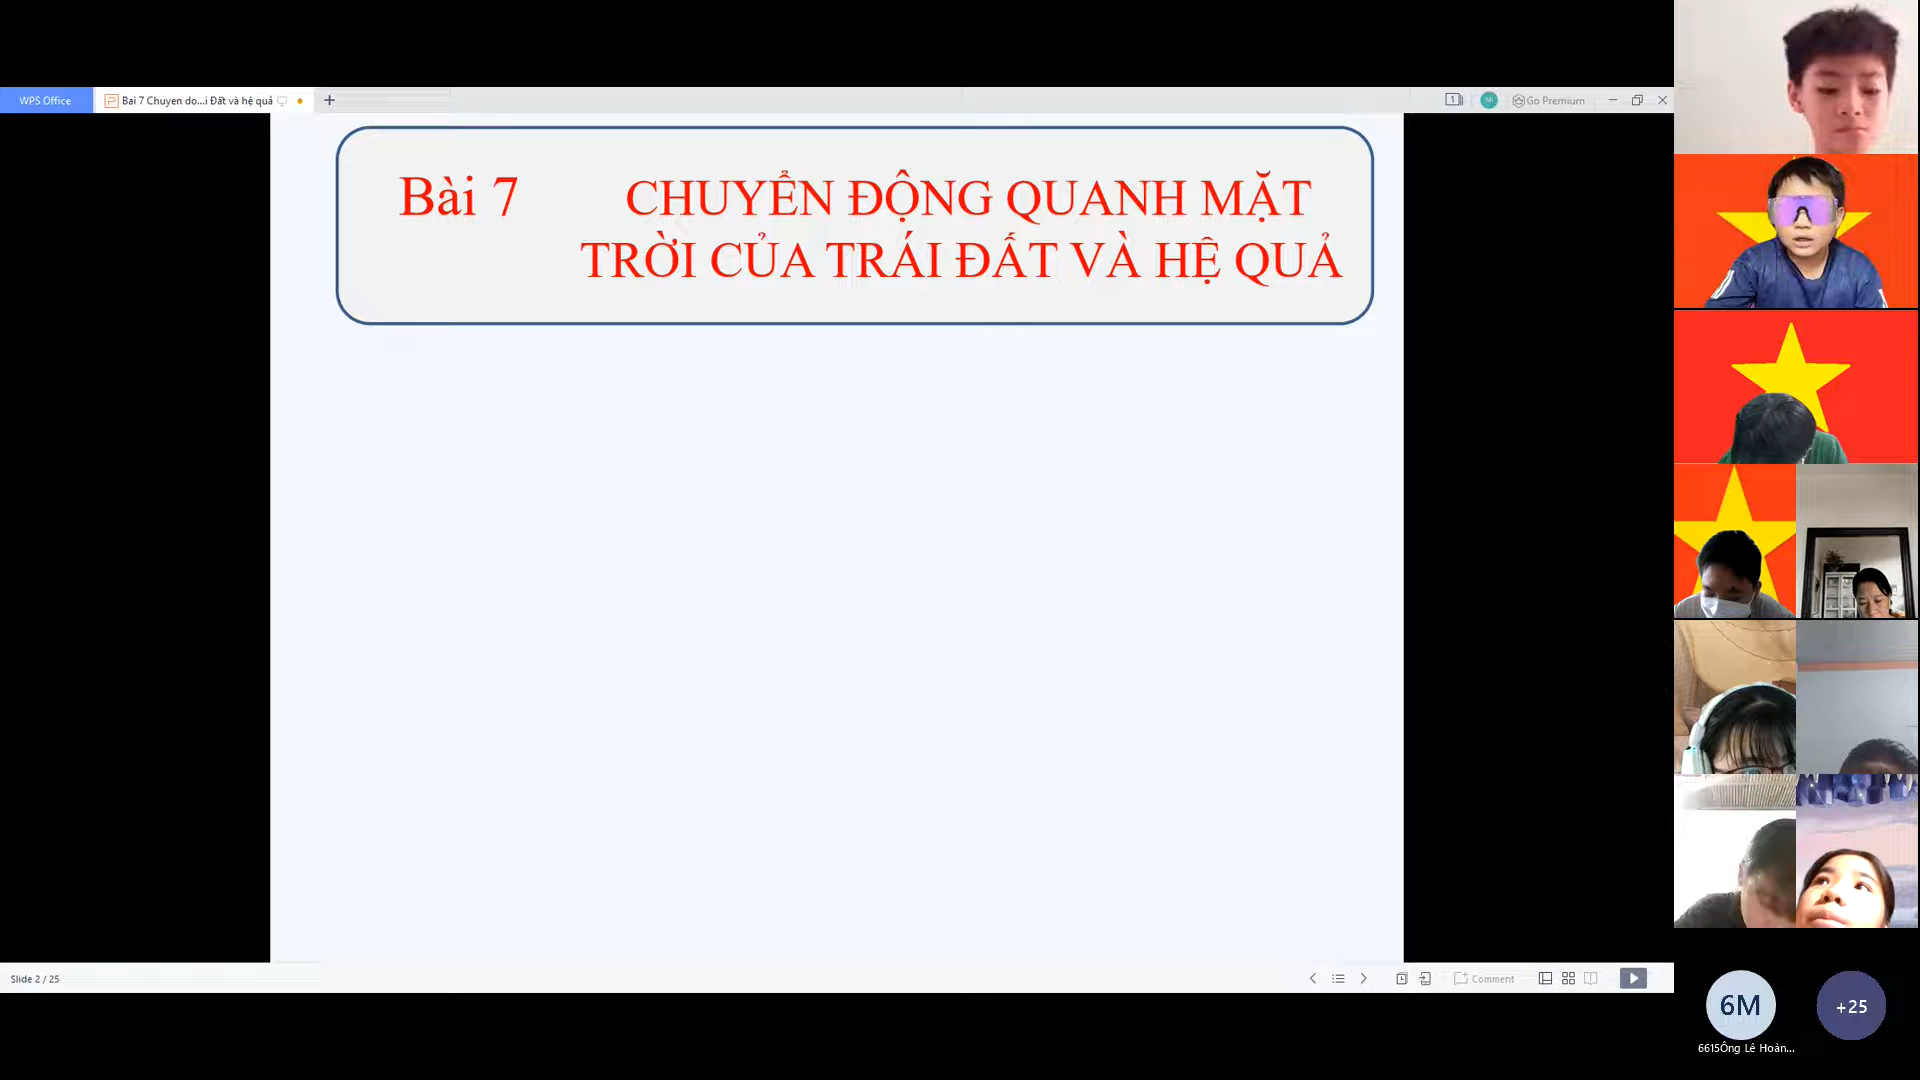 WPS Office
Bai 7 Chuyen do...i Đất và hệ quả
Go Premium
Bài 7 CHUYỂN ĐỘNG QUANH MẶT
TRỜI CỦA TRÁI ĐẤT VÀ HỆ QUẢ
Slide 2 / 25
Comment
6M
+25
6615Ông Lê Hoàn...